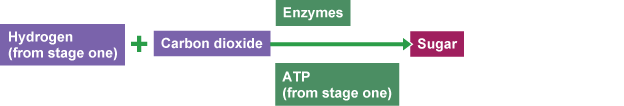 Enzymes
Hydrogen
(from stage one)
+
Carbon dioxide
Sugar
ATP
(from stage one)